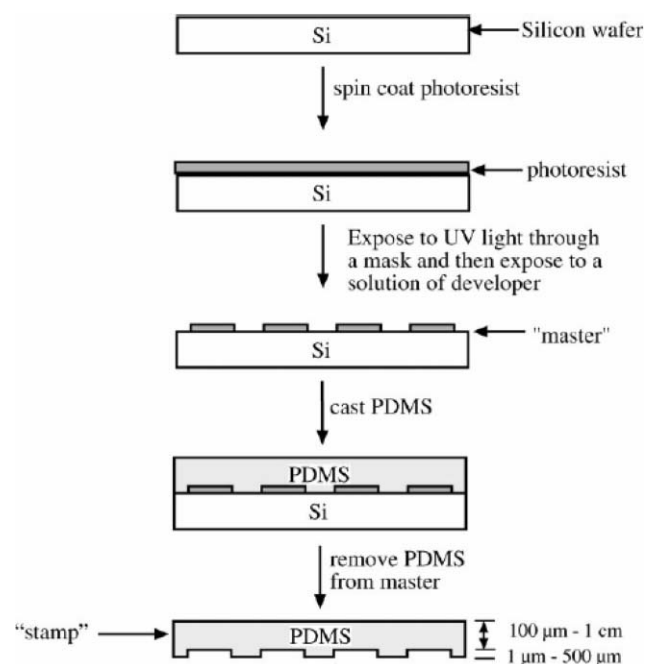 Si
Silicon wafer
spin coat photoresist
photoresist
Si
Expose to UV light through
a mask and then expose to a
solution of developer
"master"
Si
cast PDMS
PDMS
Si
remove PDMS
from master
“stamp”
PDMS
100 µm - 1 cm
1 µm - 500 µm